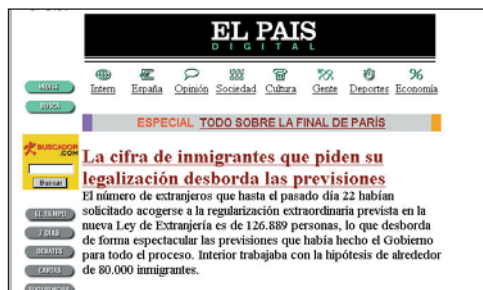 EL PAIS
DIGITAL
Intern España Opinión Sociedad Cultura Gente Deportes Economía
INDICE
BUSCA
ESPECIAL TODO SOBRE LA FINAL DE PARÍS
BUSCADOR
.COM
Buscar
La cifra de inmigrantes que piden su
legalización desborda las previsiones
El número de extranjeros que hasta el pasado día 22 habían
solicitado acogerse a la regularización extraordinaria prevista en la
nueva Ley de Extranjería es de 126.889 personas, lo que desborda
de forma espectacular las previsiones que había hecho el Gobierno
para todo el proceso. Interior trabajaba con la hipótesis de alrededor
de 80.000 inmigrantes.
EL TIEMPO
7 DIAS
DEBATES
CARTAS